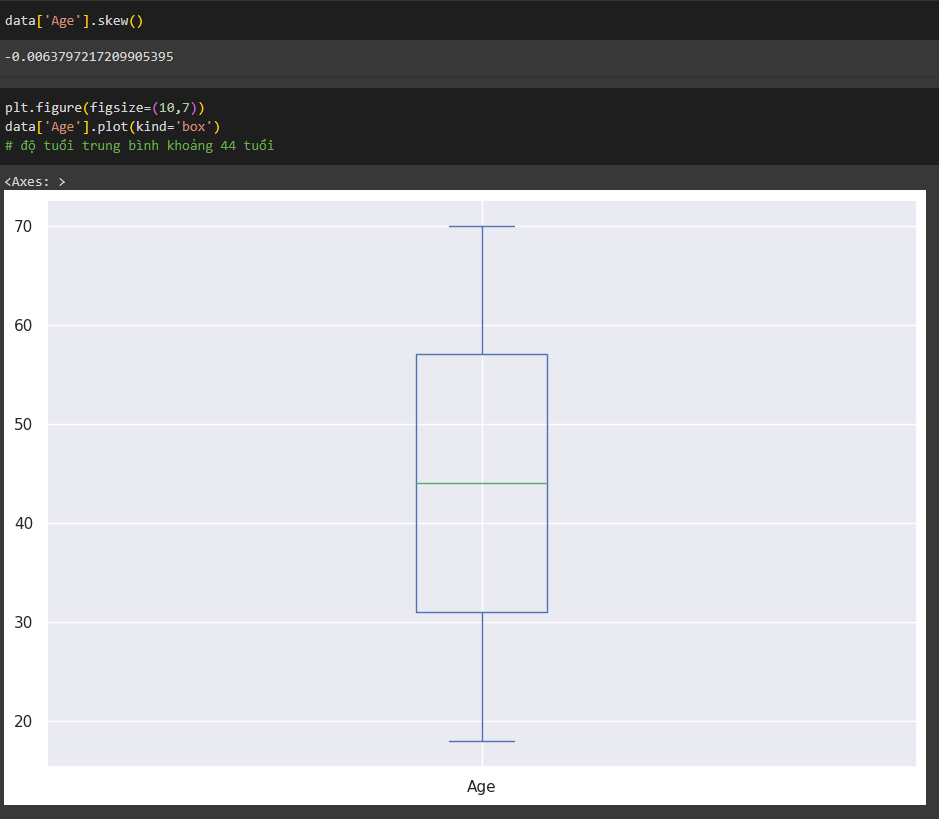 data['Age'].skew()
-0.0063797217209905395
plt.figure(figsize=(10,7))
data['Age'].plot(kind='box')
# độ tuổi trung bình khoảng 44 tuổi
<Axes: >
70
60
50
40
30
20
Age